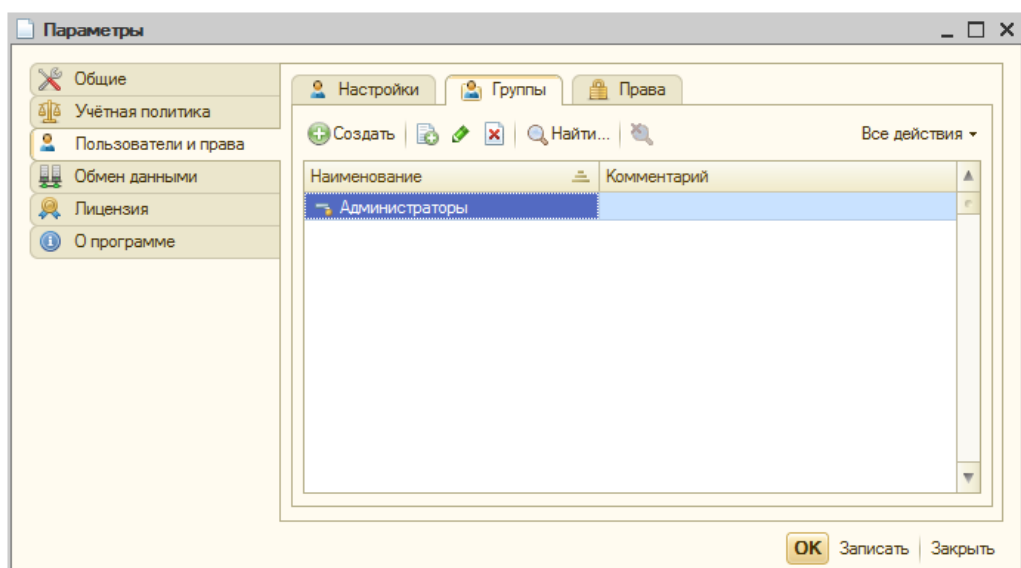 Параметры
Общие
Учётная политика
Пользователи и права
Обмен данными
Лицензия
О программе
Настройки Группы Права
Создать Найти... Все действия
Наименование Комментарий
Администраторы
OK Записать Закрыть